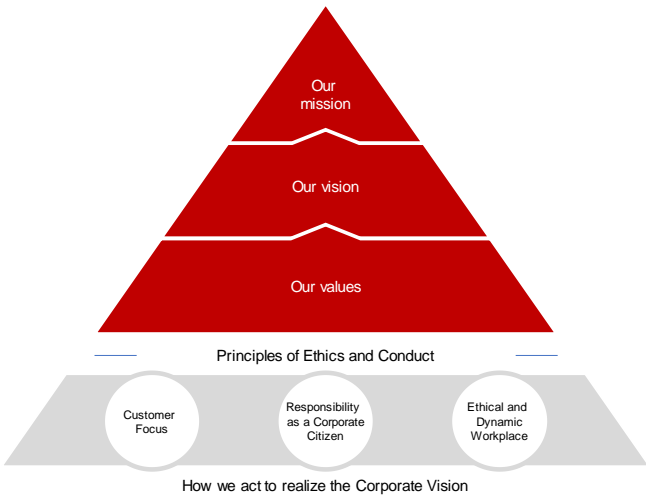 Our
mission
Our vision
Our values
Principles of Ethics and Conduct
Customer
Focus
Responsibility
as a Corporate
Citizen
Ethical and
Dynamic
Workplace
How we act to realize the Corporate Vision